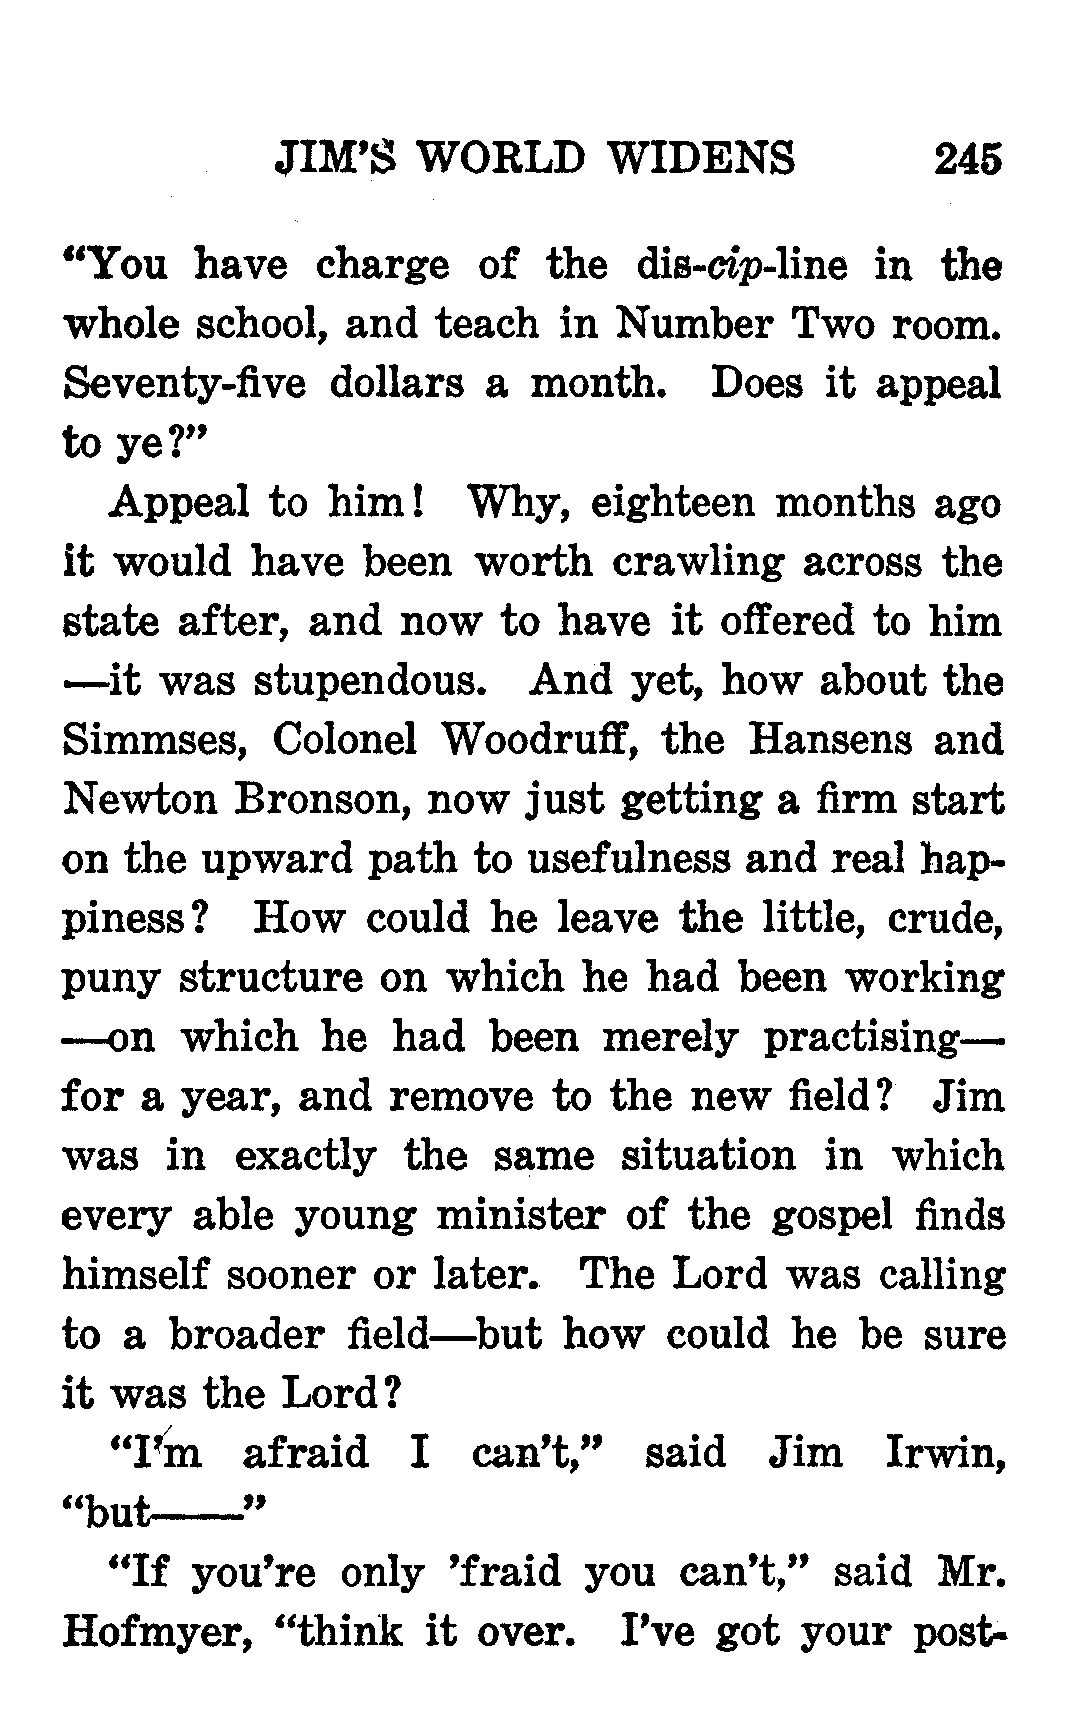 JIM'S WORLD WIDENS 245
“You have charge of the dis-cip-line in the
whole school, and teach in Number Two room.
Seventy-five dollars a month. Does it appeal
to ye?”
Appeal to him! Why, eighteen months ago
it would have been worth crawling across the
state after, and now to have it offered to him
—it was stupendous. And yet, how about the
Simmses, Colonel Woodruff, the Hansens and
Newton Bronson, now just getting a firm start
on the upward path to usefulness and real hap-
piness? How could he leave the little, crude,
puny structure on which he had been working
—on which he had been merely practising—
for a year, and remove to the new field? Jim
was in exactly the same situation in which
every able young minister of the gospel finds
himself sooner or later. The Lord was calling
to a broader field—but how could he be sure
it was the Lord?
“I'm afraid I can't,” said Jim Irwin,
“but——”
“If you're only 'fraid you can't,” said Mr.
Hofmyer, “think it over. I've got your post-